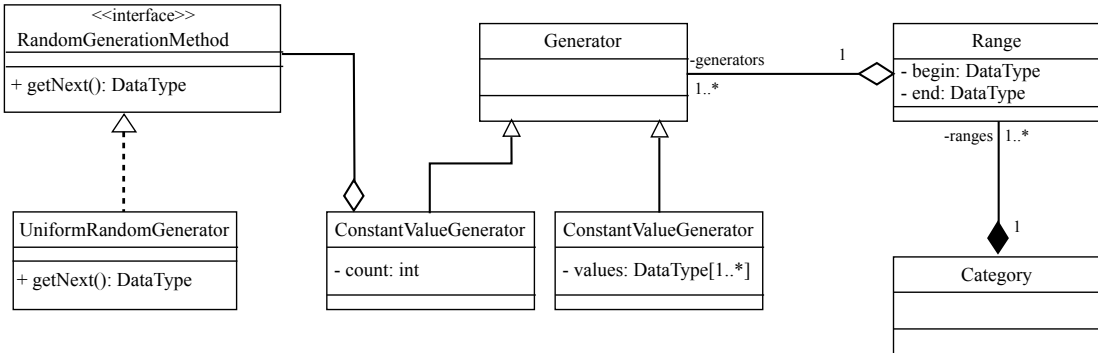 <<interface>>
RandomGenerationMethod
+ getNext(): DataType
Generator
-generators
1..*
1
Range
- begin: DataType
- end: DataType
-ranges
1..*
1
UniformRandomGenerator
+ getNext(): DataType
ConstantValueGenerator
- count: int
ConstantValueGenerator
- values: DataType[1..*]
Category